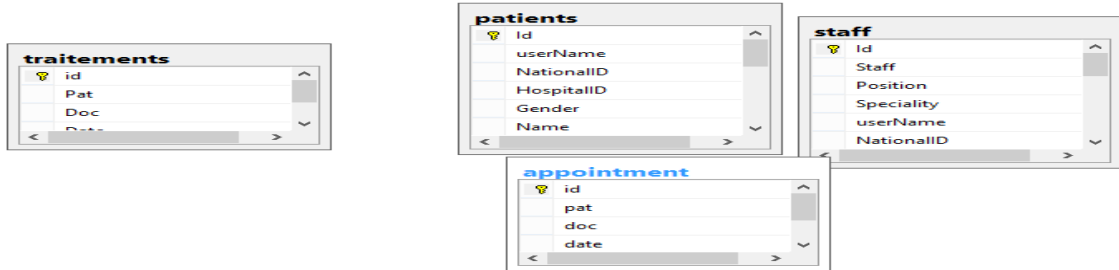 traitements
id
Pat
Doc
Date
patients
Id
userName
NationalID
HospitalID
Gender
Name
staff
Id
Staff
Position
Speciality
userName
NationalID
appointment
id
pat
doc
date